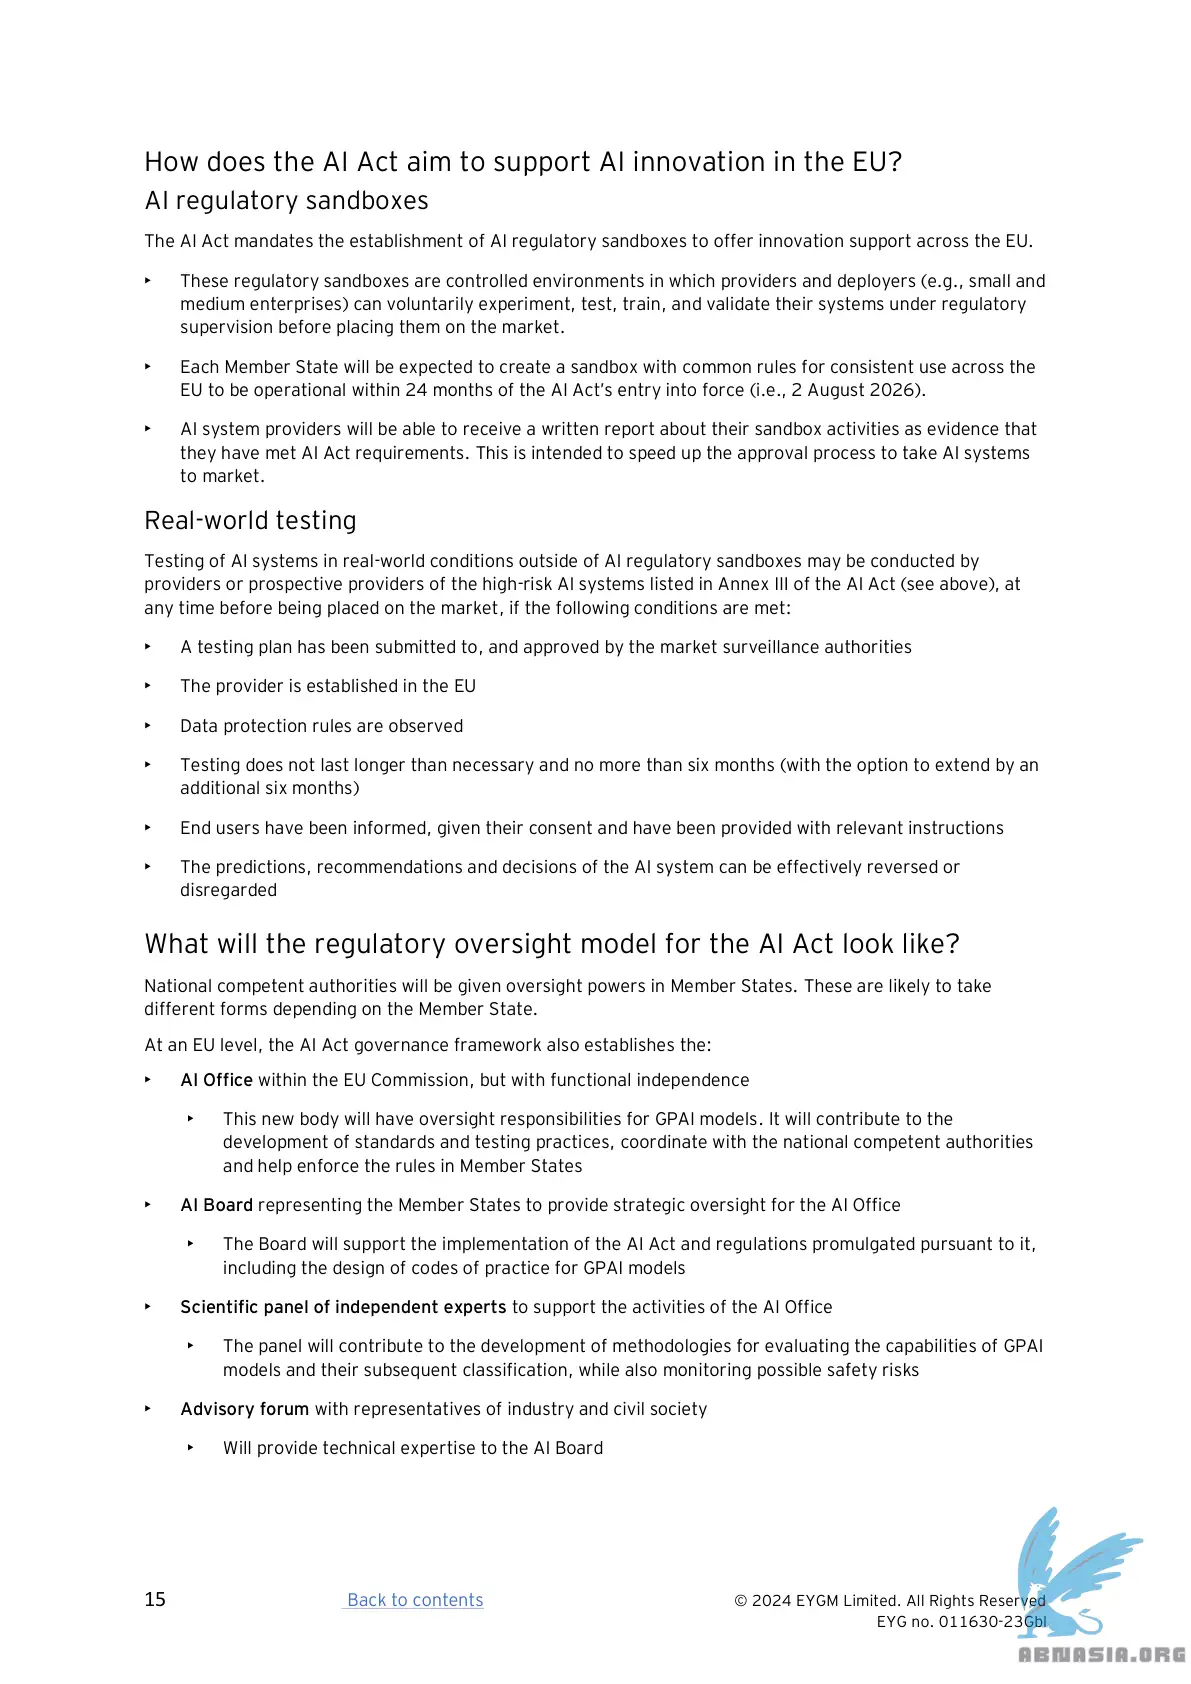 How does the AI Act aim to support AI innovation in the EU?
AI regulatory sandboxes
The AI Act mandates the establishment of AI regulatory sandboxes to offer innovation support across the EU.
‣ These regulatory sandboxes are controlled environments in which providers and deployers (e.g., small and
medium enterprises) can voluntarily experiment, test, train, and validate their systems under regulatory
supervision before placing them on the market.
‣ Each Member State will be expected to create a sandbox with common rules for consistent use across the
EU to be operational within 24 months of the AI Act’s entry into force (i.e., 2 August 2026).
‣ AI system providers will be able to receive a written report about their sandbox activities as evidence that
they have met AI Act requirements. This is intended to speed up the approval process to take AI systems
to market.
Real-world testing
Testing of AI systems in real-world conditions outside of AI regulatory sandboxes may be conducted by
providers or prospective providers of the high-risk AI systems listed in Annex III of the AI Act (see above), at
any time before being placed on the market, if the following conditions are met:
‣ A testing plan has been submitted to, and approved by the market surveillance authorities
‣ The provider is established in the EU
‣ Data protection rules are observed
‣ Testing does not last longer than necessary and no more than six months (with the option to extend by an
additional six months)
‣ End users have been informed, given their consent and have been provided with relevant instructions
‣ The predictions, recommendations and decisions of the AI system can be effectively reversed or
disregarded
What will the regulatory oversight model for the AI Act look like?
National competent authorities will be given oversight powers in Member States. These are likely to take
different forms depending on the Member State.
At an EU level, the AI Act governance framework also establishes the:
‣ AI Office within the EU Commission, but with functional independence
‣ This new body will have oversight responsibilities for GPAI models. It will contribute to the
development of standards and testing practices, coordinate with the national competent authorities
and help enforce the rules in Member States
‣ AI Board representing the Member States to provide strategic oversight for the AI Office
‣ The Board will support the implementation of the AI Act and regulations promulgated pursuant to it,
including the design of codes of practice for GPAI models
‣ Scientific panel of independent experts to support the activities of the AI Office
‣ The panel will contribute to the development of methodologies for evaluating the capabilities of GPAI
models and their subsequent classification, while also monitoring possible safety risks
‣ Advisory forum with representatives of industry and civil society
‣ Will provide technical expertise to the AI Board
15 Back to contents © 2024 EYGM Limited. All Rights Reserved
EYG no. 011630-23Gbl
ABNASIA.ORG